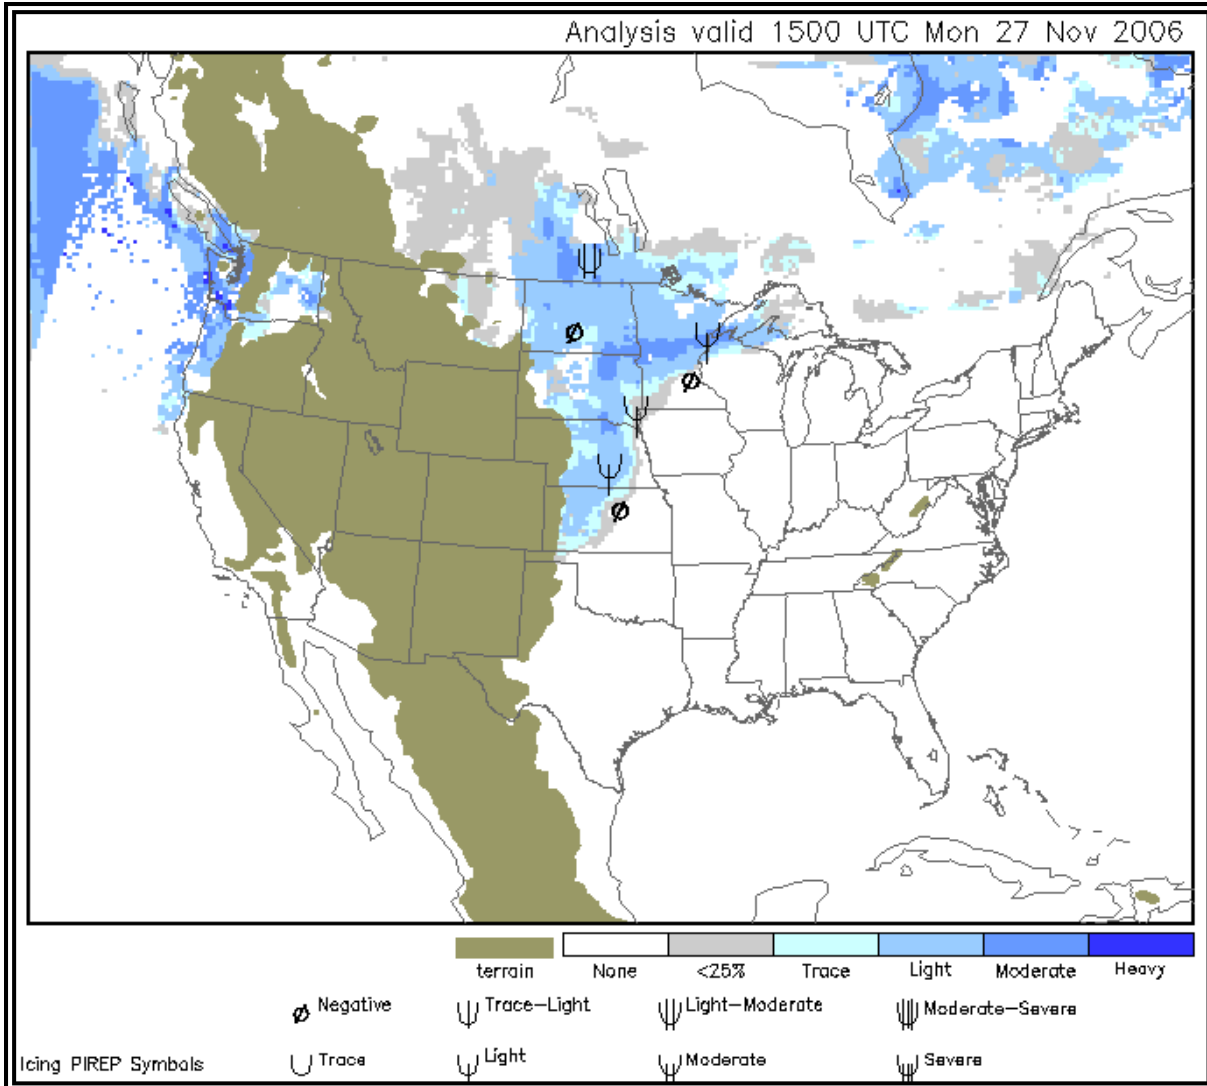 Analysis valid 1500 UTC Mon 27 Nov 2006
terrain None <25% Trace Light Moderate Heavy
Negative Trace-Light Light-Moderate Moderate-Severe
Icing PIREP Symbols Trace Light Moderate Severe